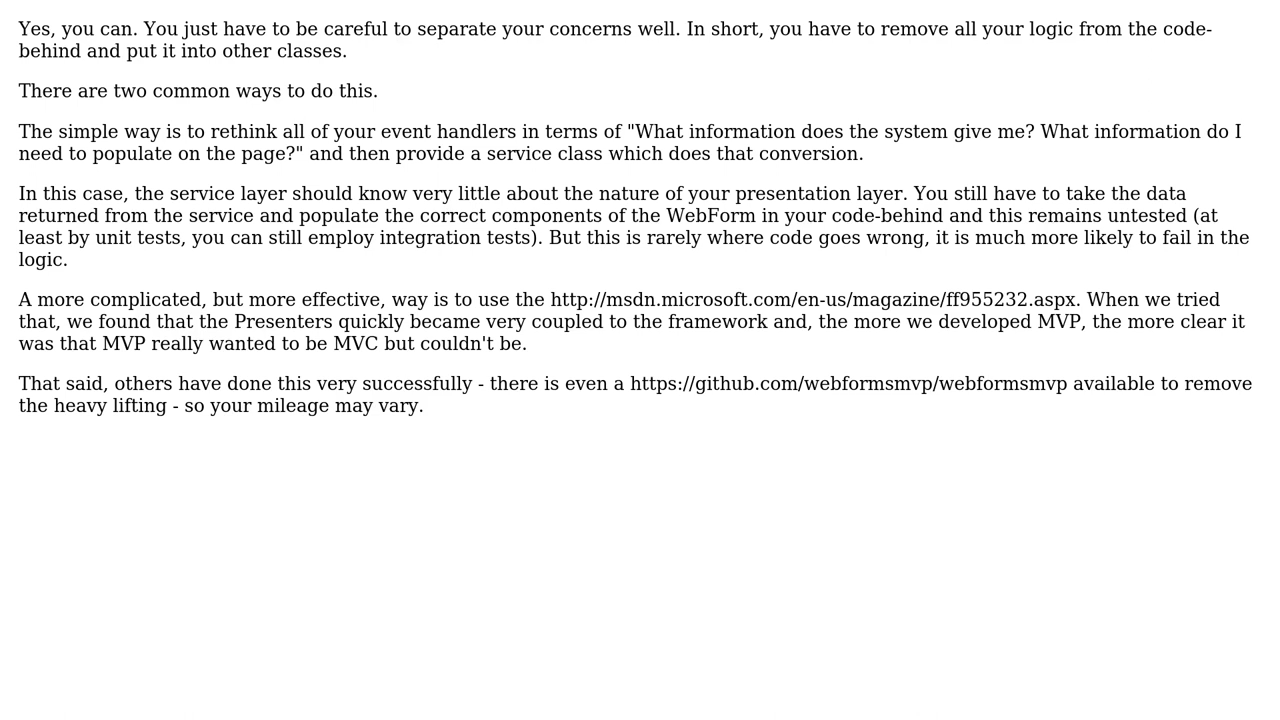 Yes, you can. You just have to be careful to separate your concerns well. In short, you have to remove all your logic from the code-
behind and put it into other classes.
There are two common ways to do this.
The simple way is to rethink all of your event handlers in terms of "What information does the system give me? What information do I
need to populate on the page?" and then provide a service class which does that conversion.
In this case, the service layer should know very little about the nature of your presentation layer. You still have to take the data
returned from the service and populate the correct components of the WebForm in your code-behind and this remains untested (at
least by unit tests, you can still employ integration tests). But this is rarely where code goes wrong, it is much more likely to fail in the
logic.
A more complicated, but more effective, way is to use the http://msdn.microsoft.com/en-us/magazine/ff955232.aspx. When we tried
that, we found that the Presenters quickly became very coupled to the framework and, the more we developed MVP, the more clear it
was that MVP really wanted to be MVC but couldn't be.
That said, others have done this very successfully - there is even a https://github.com/webformsmvp/webformsmvp available to remove
the heavy lifting - so your mileage may vary.